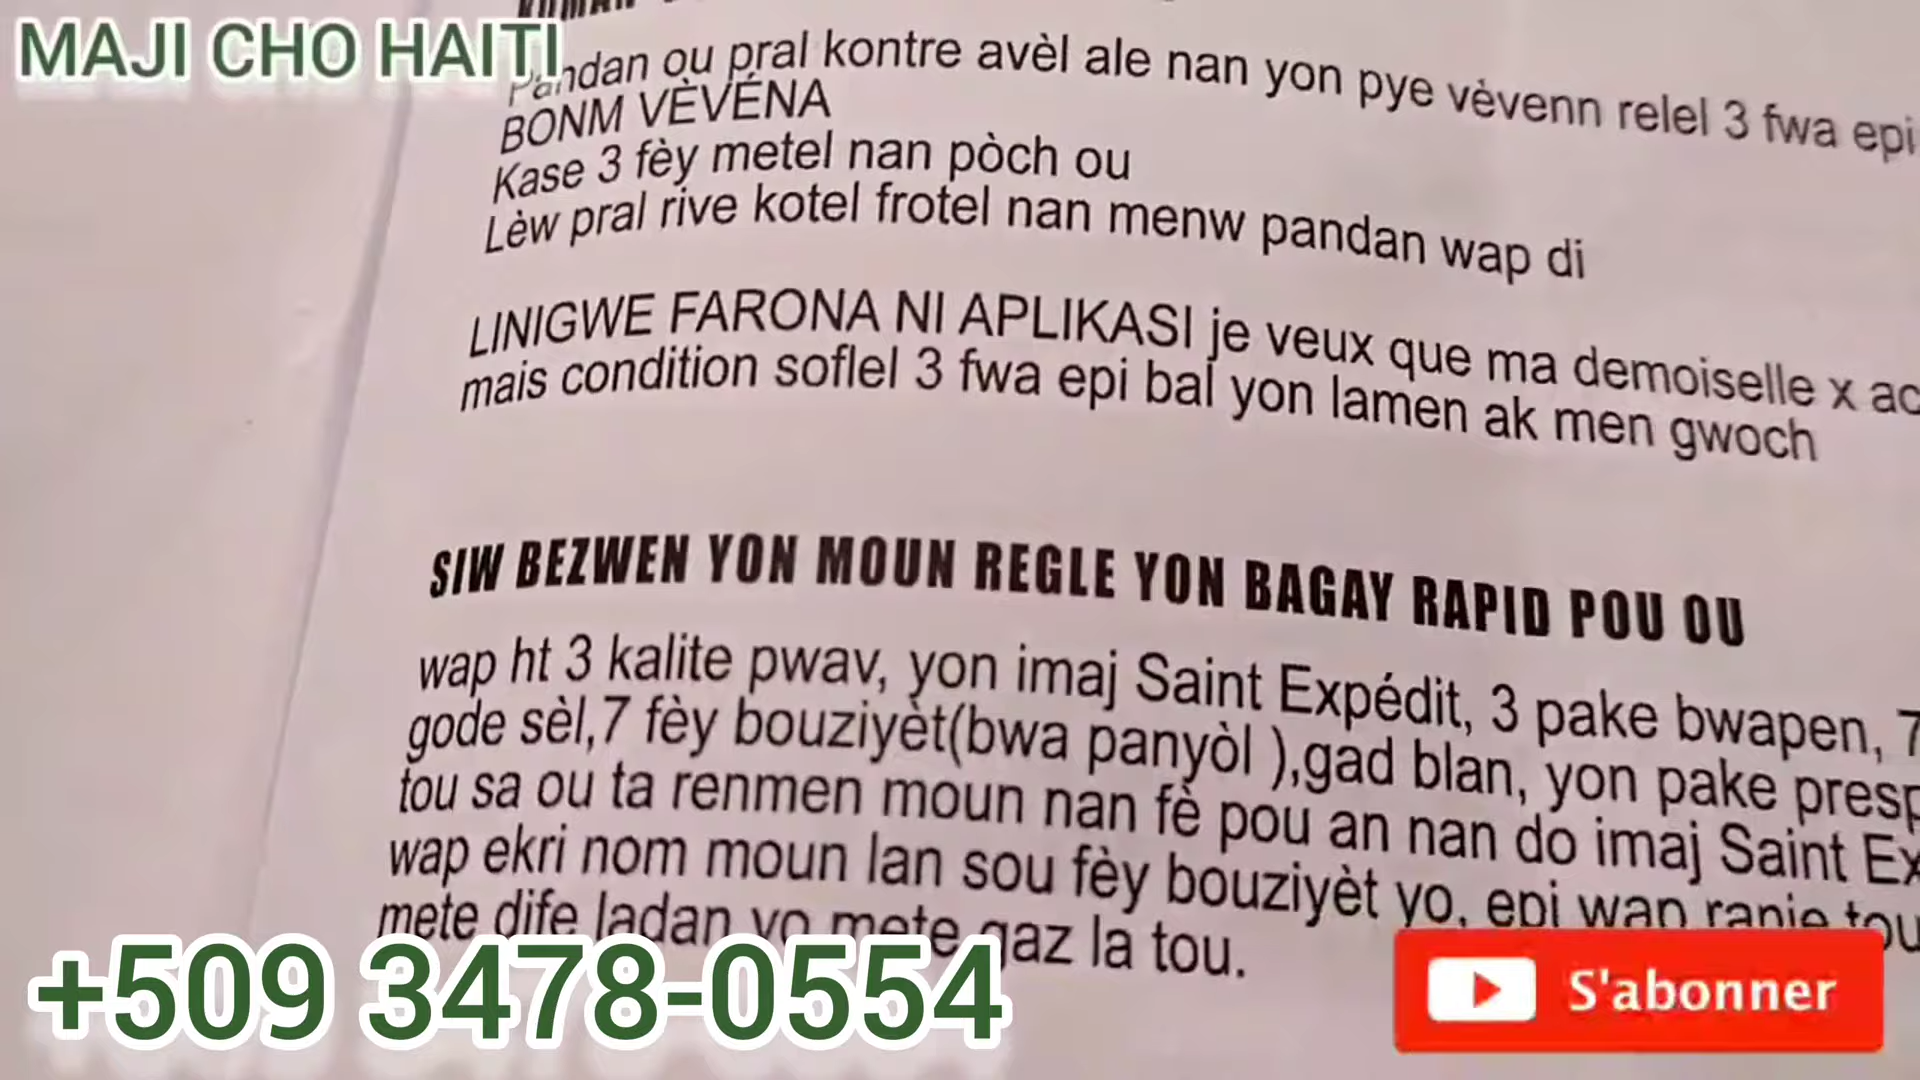 MAJI CHO HAITI
Pandan ou pral kontre avèl ale nan yon pye vèvenn relel 3 fwa epi
BONM VÈVÉNA
Kase 3 fèy metel nan pòch ou
Lèw pral rive kotel frotel nan menw pandan wap di
LINIGWE FARONA NI APLIKASI je veux que ma demoiselle x ac
mais condition soflel 3 fwa epi bal yon lamen ak men gwoch
SIW BEZWEN YON MOUN REGLE YON BAGAY RAPID POU OU
wap ht 3 kalite pwav, yon imaj Saint Expédit, 3 pake bwapen, 7
gode sèl,7 fèy bouziyèt(bwa panyòl ),gad blan, yon pake presp
tou sa ou ta renmen moun nan fè pou an nan do imaj Saint Ex
wap ekri nom moun lan sou fèy bouziyèt yo, epi wap ranje tou
mete dife ladan yo mete gaz la tou.
+509 3478-0554
S'abonner